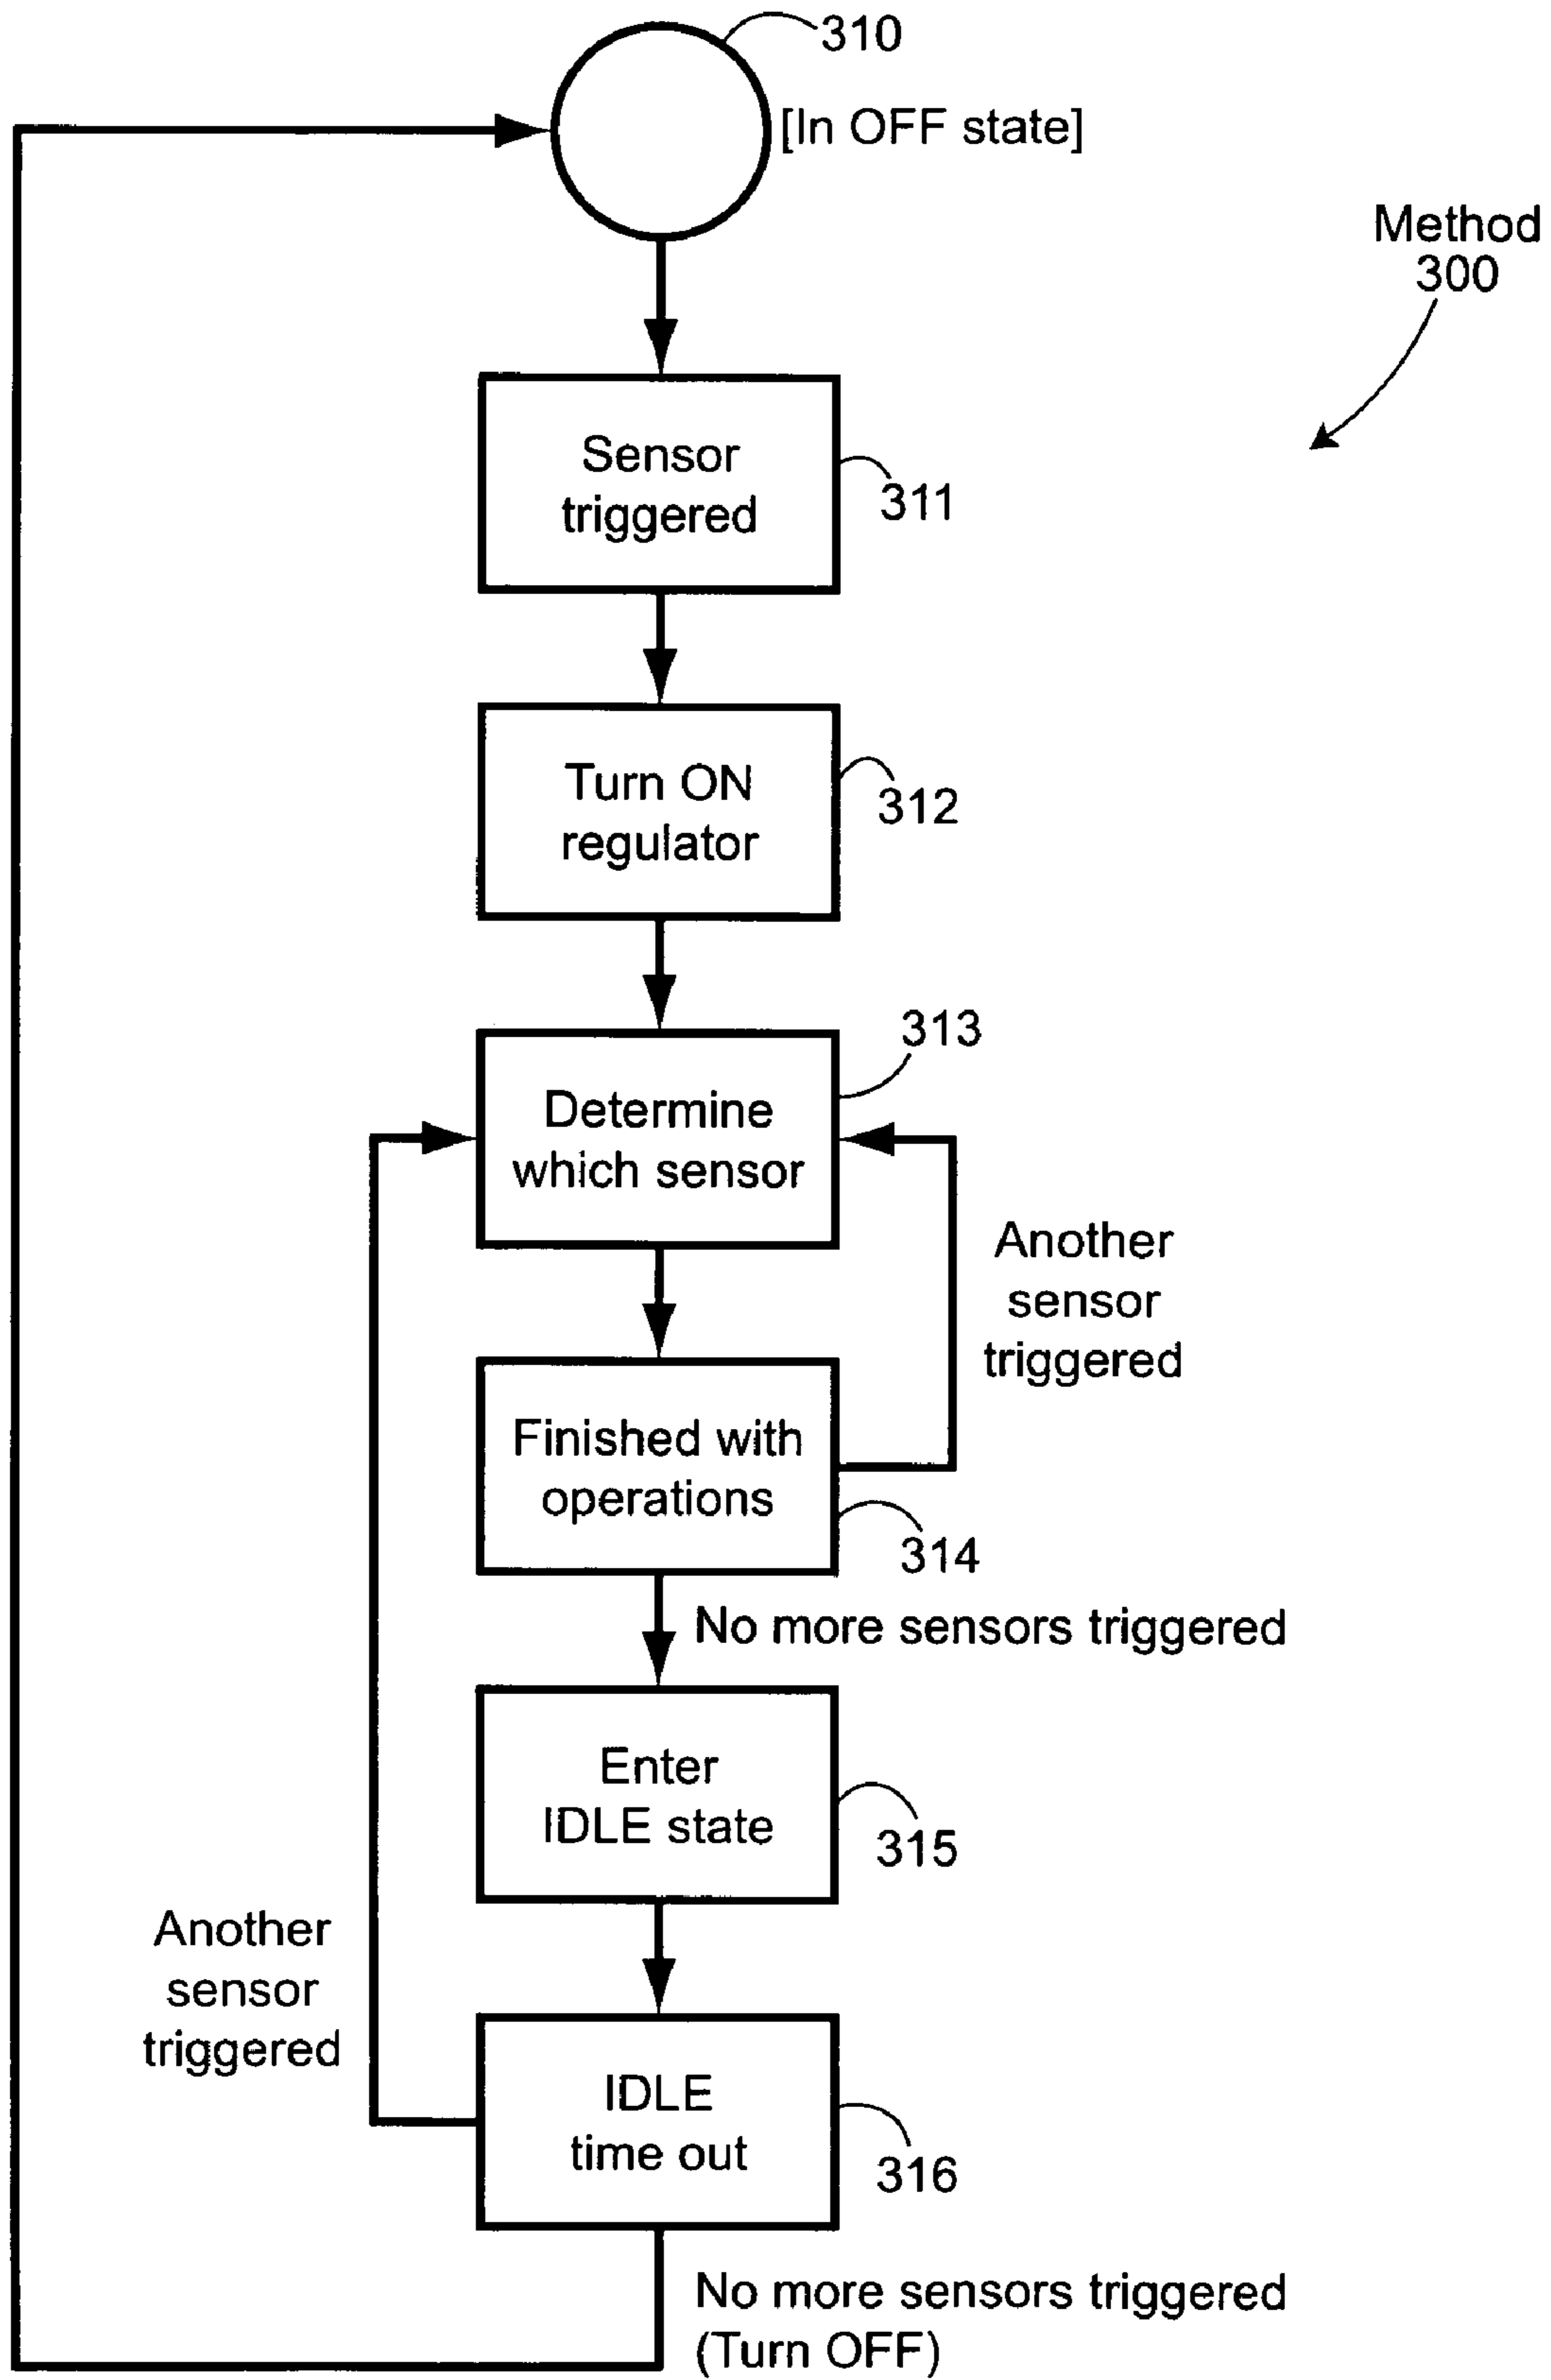 310
[In OFF state]
Method
300
Sensor
triggered
311
Turn ON
regulator
312
313
Determine
which sensor
Another
sensor
triggered
Finished with
operations
314
No more sensors triggered
Enter
IDLE state
315
Another
sensor
triggered
IDLE
time out
316
No more sensors triggered
(Turn OFF)